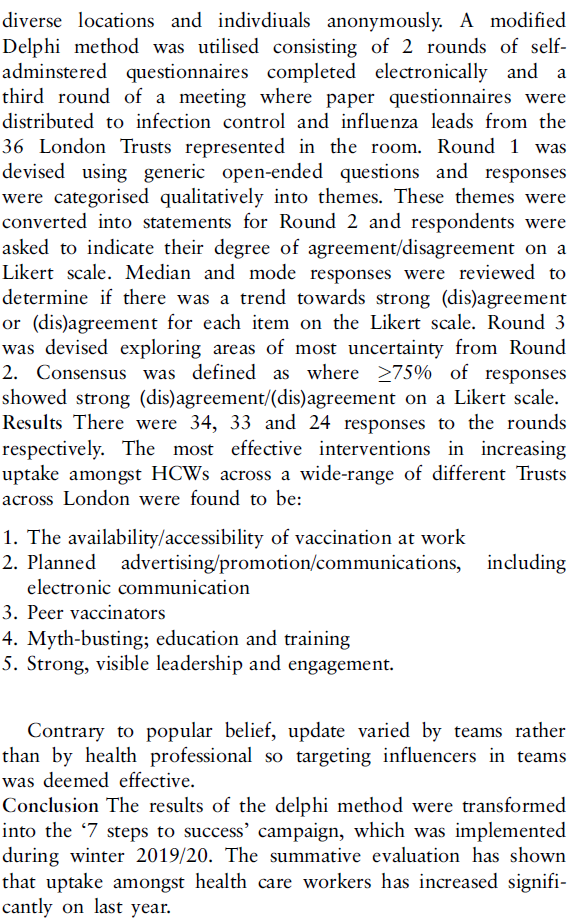 diverse locations and indivdiuals anonymously. A modified
Delphi method was utilised consisting of 2 rounds of self-
adminstered questionnaires completed electronically and a
third round of a meeting where paper questionnaires were
distributed to infection control and influenza leads from the
36 London Trusts represented in the room. Round 1 was
devised using generic open-ended questions and responses
were categorised qualitatively into themes. These themes were
converted into statements for Round 2 and respondents were
asked to indicate their degree of agreement/disagreement on a
Likert scale. Median and mode responses were reviewed to
determine if there was a trend towards strong (dis)agreement
or (dis)agreement for each item on the Likert scale. Round 3
was devised exploring areas of most uncertainty from Round
2. Consensus was defined as where ≥75% of responses
showed strong (dis)agreement/(dis)agreement on a Likert scale.
Results There were 34, 33 and 24 responses to the rounds
respectively. The most effective interventions in increasing
uptake amongst HCWs across a wide-range of different Trusts
across London were found to be:
1. The availability/accessibility of vaccination at work
2. Planned advertising/promotion/communications, including
electronic communication
3. Peer vaccinators
4. Myth-busting; education and training
5. Strong, visible leadership and engagement.
Contrary to popular belief, update varied by teams rather
than by health professional so targeting influencers in teams
was deemed effective.
Conclusion The results of the delphi method were transformed
into the ‘7 steps to success’ campaign, which was implemented
during winter 2019/20. The summative evaluation has shown
that uptake amongst health care workers has increased signifi-
cantly on last year.